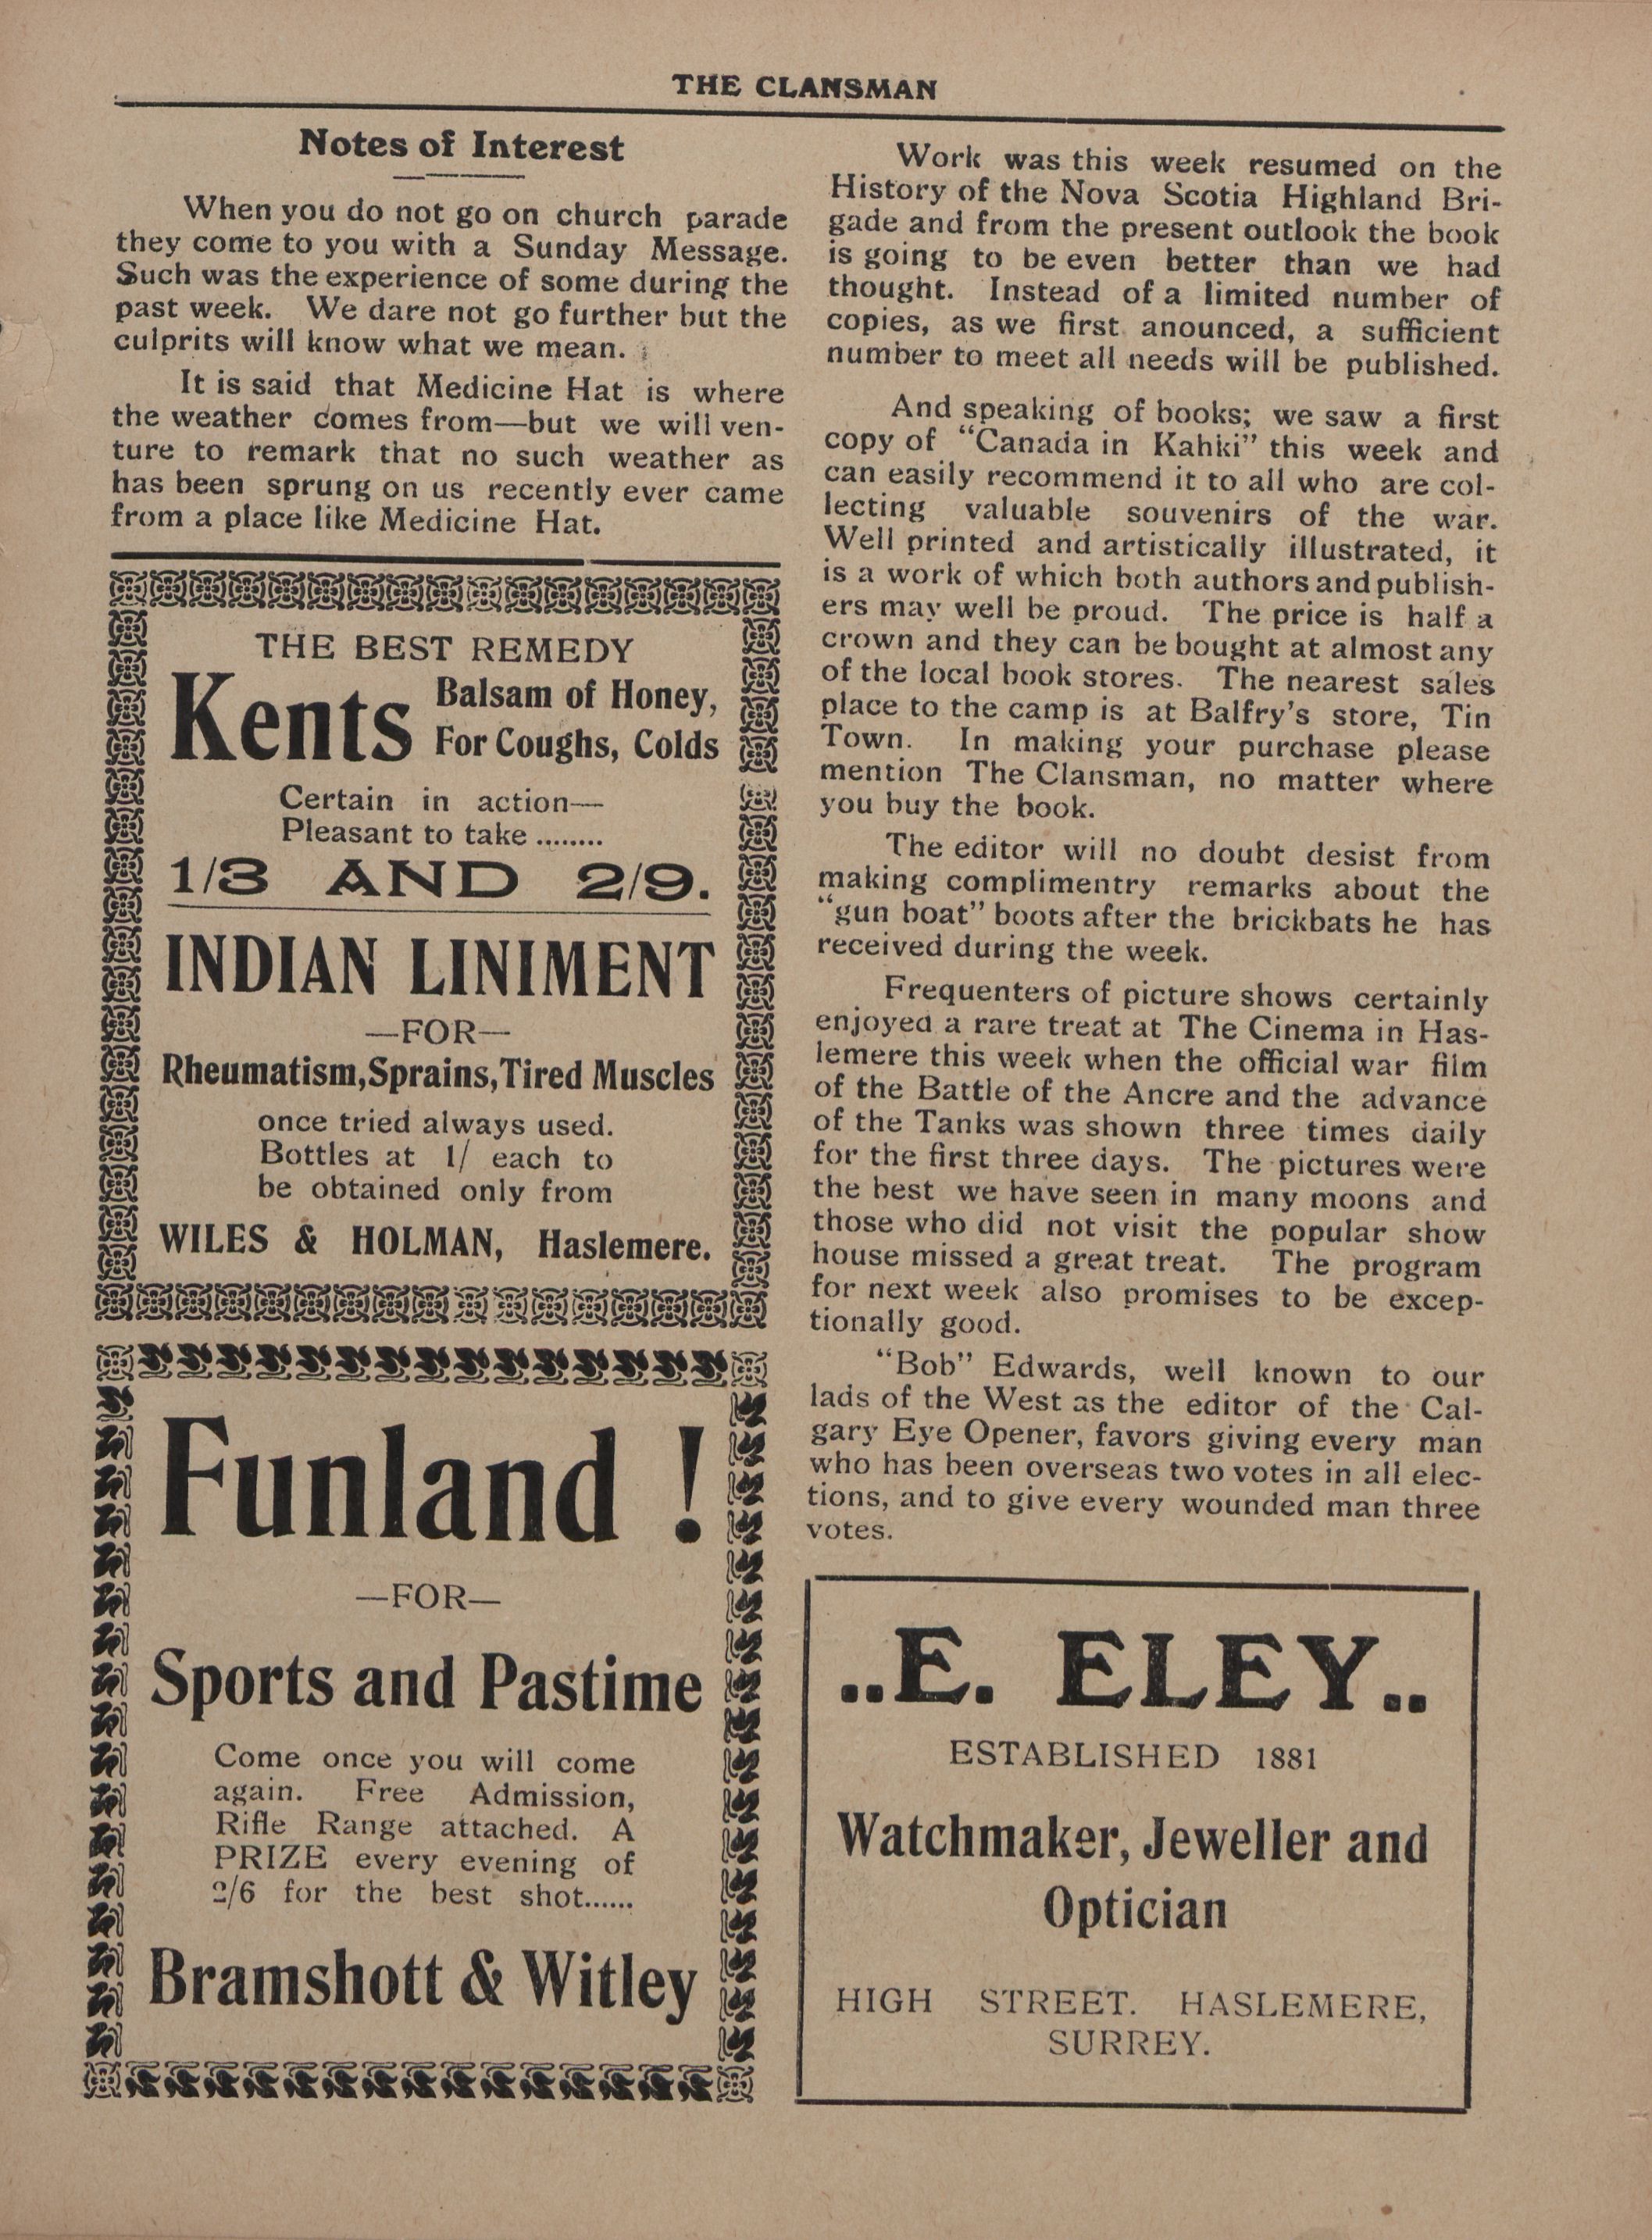 THE CLANSMAN
Notes of Interest
When you do not go on church parade
they come to you with a Sunday Message.
Such was the experience of some during the
past week. We dare not go further but the
culprits will know what we mean.
It is said that Medicine Hat is where
the weather comes from—but we will ven-
ture to remark that no such weather as
has been sprung on us recently ever came
from a place like Medicine Hat.
THE BEST REMEDY
Kents Balsam of Honey,
For Coughs, Colds
Certain in action—
Pleasant to take ........
1/3 AND 2/9.
INDIAN LINIMENT
—FOR—
Rheumatism,Sprains,Tired Muscles
once tried always used.
Bottles at 1/ each to
be obtained only from
WILES & HOLMAN, Haslemere.
Funland !
—FOR—
Sports and Pastime
Come once you will come
again. Free Admission,
Rifle Range attached. A
PRIZE every evening of
2/6 for the best shot......
Bramshott & Witley
Work was this week resumed on the
History of the Nova Scotia Highland Bri-
gade and from the present outlook the book
is going to be even better than we had
thought. Instead of a limited number of
copies, as we first anounced, a sufficient
number to meet all needs will be published.
And speaking of books; we saw a first
copy of “Canada in Kahki” this week and
can easily recommend it to all who are col-
lecting valuable souvenirs of the war.
Well printed and artistically illustrated, it
is a work of which both authors and publish-
ers may well be proud. The price is half a
crown and they can be bought at almost any
of the local book stores. The nearest sales
place to the camp is at Balfry’s store, Tin
Town. In making your purchase please
mention The Clansman, no matter where
you buy the book.
The editor will no doubt desist from
making complimentry remarks about the
“gun boat” boots after the brickbats he has
received during the week.
Frequenters of picture shows certainly
enjoyed a rare treat at The Cinema in Has-
lemere this week when the official war film
of the Battle of the Ancre and the advance
of the Tanks was shown three times daily
for the first three days. The pictures were
the best we have seen in many moons and
those who did not visit the popular show
house missed a great treat. The program
for next week also promises to be excep-
tionally good.
“Bob” Edwards, well known to our
lads of the West as the editor of the Cal-
gary Eye Opener, favors giving every man
who has been overseas two votes in all elec-
tions, and to give every wounded man three
votes.
..E. ELEY..
ESTABLISHED 1881
Watchmaker, Jeweller and
Optician
HIGH STREET. HASLEMERE,
SURREY.